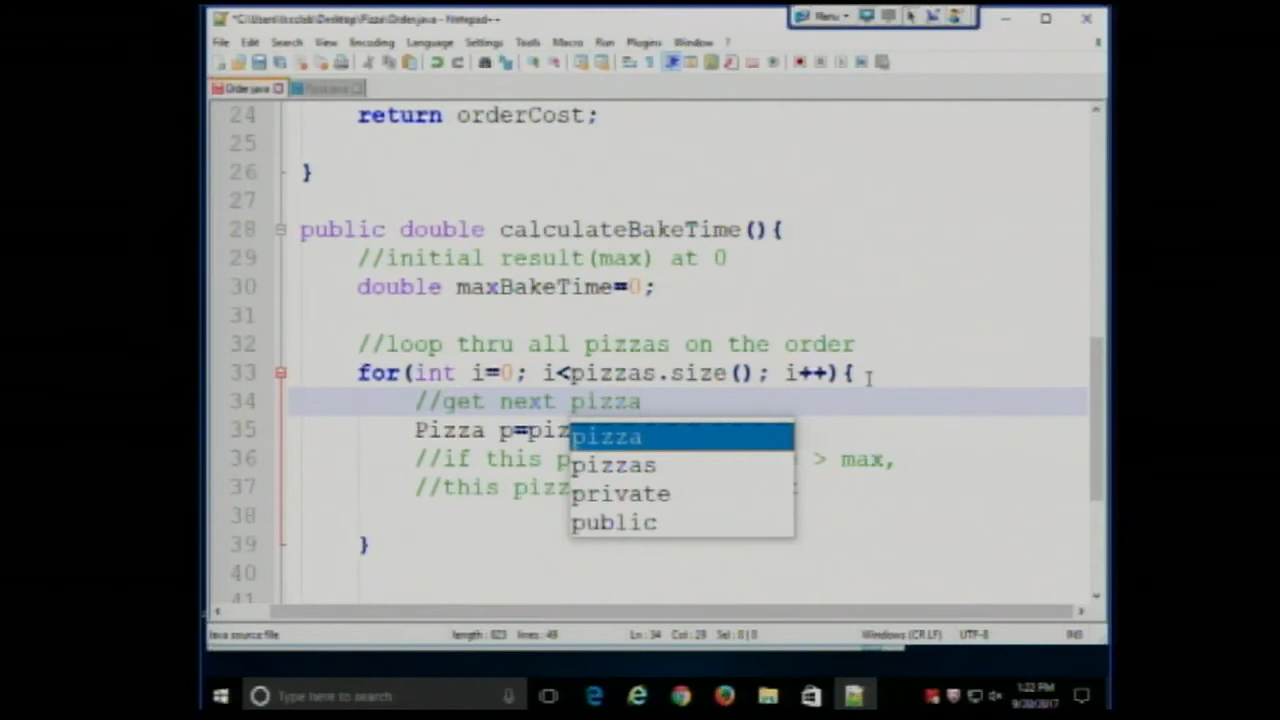 *C:\Users\tcsclab\Desktop\Pizza\Order.java - Notepad++
Menu
File Edit Search View Encoding Language Settings Tools Macro Run Plugins Window ?
Order.java
24 return orderCost;
25
26 }
27
28 public double calculateBakeTime(){
29 //initial result(max) at 0
30 double maxBakeTime=0;
31
32 //loop thru all pizzas on the order
33 for(int i=0; i<pizzas.size(); i++){
34 //get next pizza
35 Pizza p=piz
pizza
36 //if this p > max,
pizzas
37 //this pizz
private
38
public
39 }
40
41
Java source file length : 823 lines : 49 Ln : 34 Col : 29 Sel : 0 | 0 Windows (CR LF) UTF-8 INS
Type here to search
1:22 PM
9/20/2017